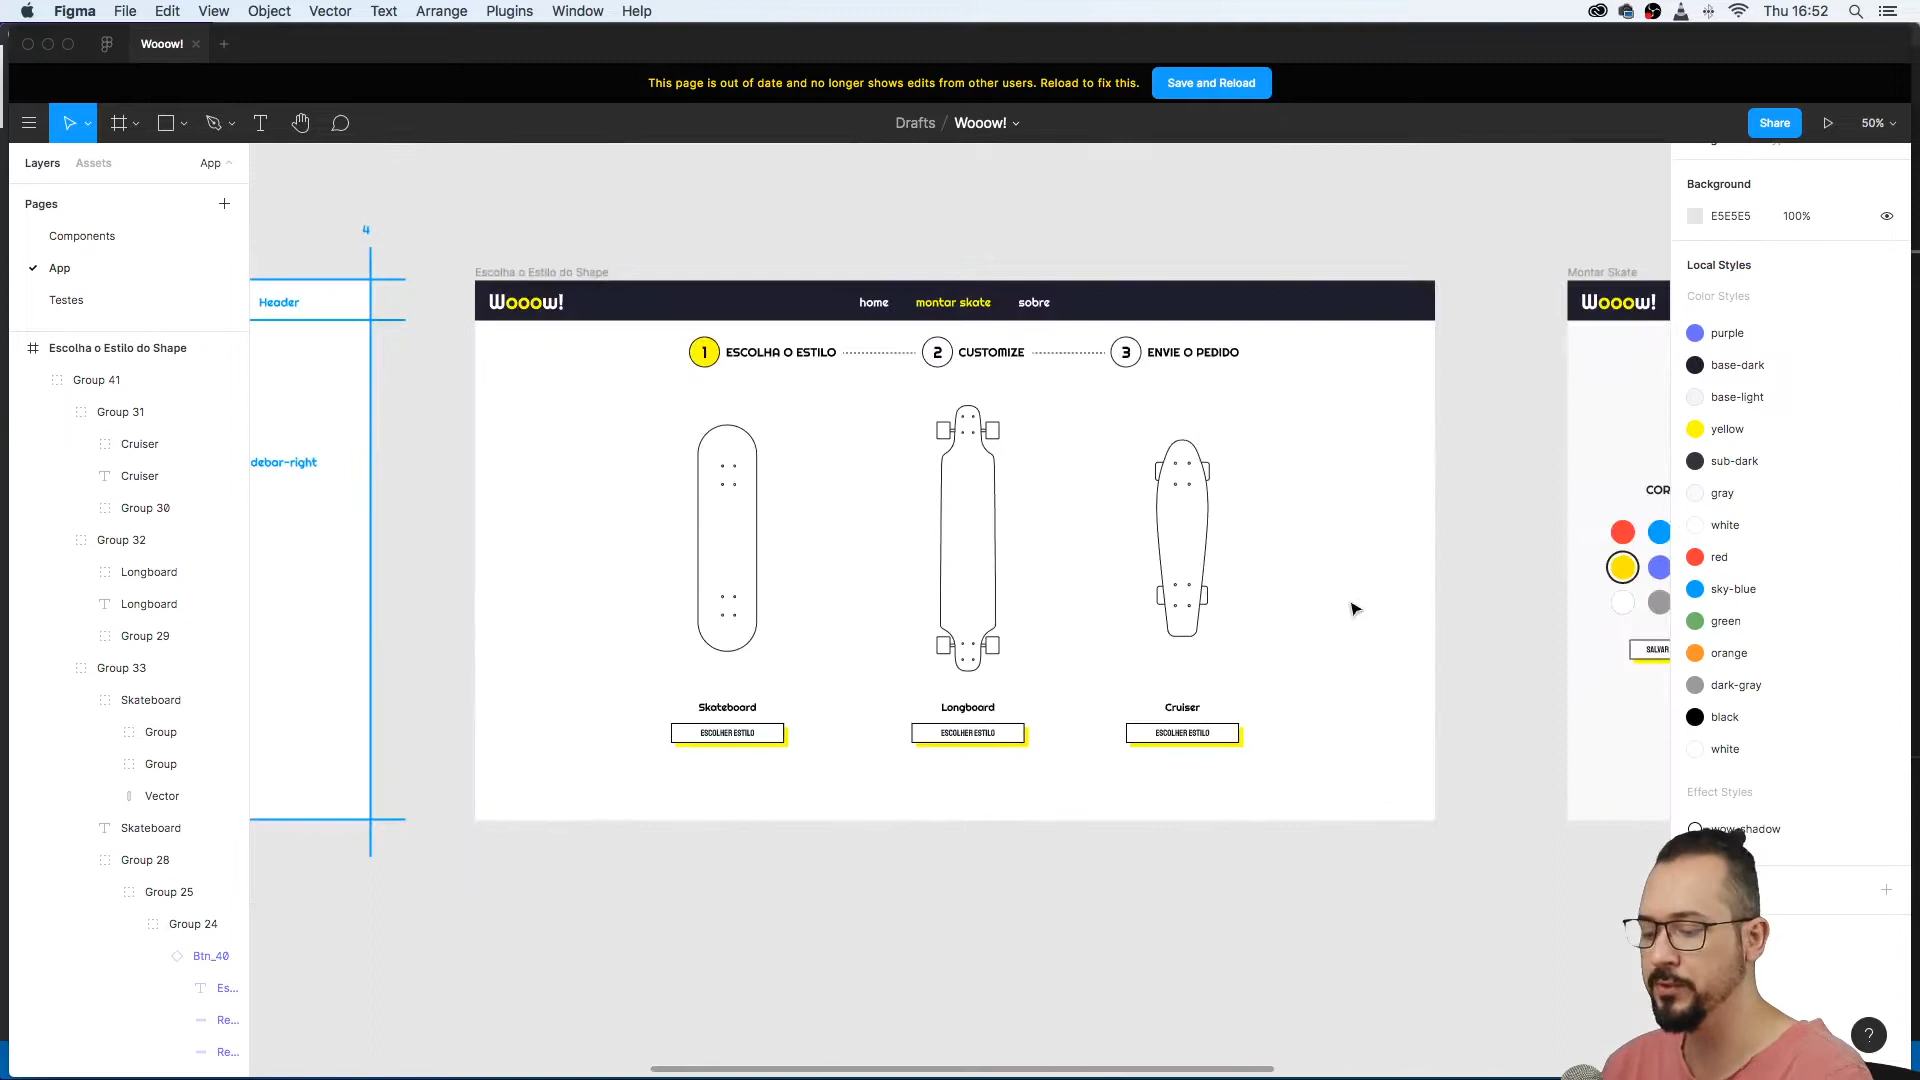 Figma File Edit View Object Vector Text Arrange Plugins Window Help Thu 16:52
Wooow!
This page is out of date and no longer shows edits from other users. Reload to fix this. Save and Reload
Drafts / Wooow! Share 50%
Layers Assets App
Pages
Components
App
Testes
Escolha o Estilo do Shape
Group 41
Group 31
Cruiser
Cruiser
Group 30
Group 32
Longboard
Longboard
Group 29
Group 33
Skateboard
Group
Group
Vector
Skateboard
Group 28
Group 25
Group 24
Btn_40
Es...
Re...
Re...
4
Header
debar-right
Escolha o Estilo do Shape
Wooow! home montar skate sobre
1 ESCOLHA O ESTILO 2 CUSTOMIZE 3 ENVIE O PEDIDO
Skateboard Longboard Cruiser
ESCOLHER ESTILO ESCOLHER ESTILO ESCOLHER ESTILO
Montar Skate
Wooow!
COR
SALVAR
Background
E5E5E5 100%
Local Styles
Color Styles
purple
base-dark
base-light
yellow
sub-dark
gray
white
red
sky-blue
green
orange
dark-gray
black
white
Effect Styles
wow-shadow
?